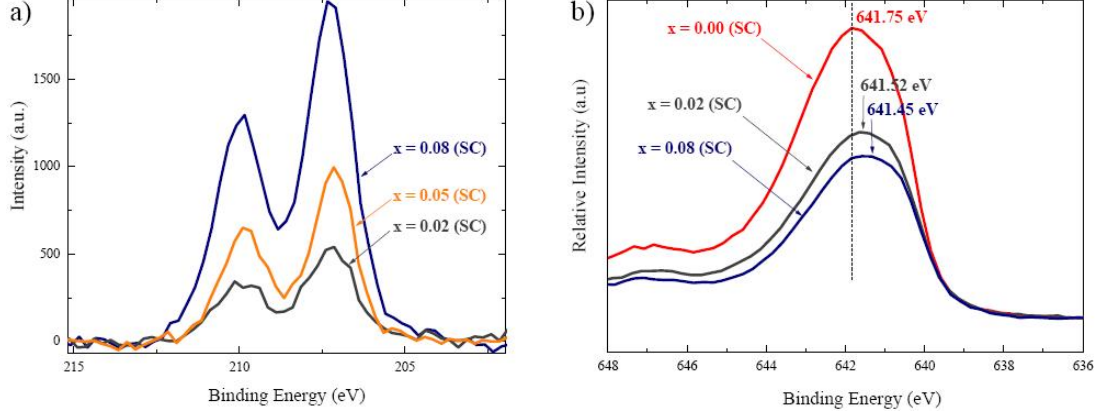 a)
Intensity (a.u.)
1500
1000
500
0
x = 0.08 (SC)
x = 0.05 (SC)
x = 0.02 (SC)
215
210
205
Binding Energy (eV)
b)
Relative Intensity (a.u)
641.75 eV
x = 0.00 (SC)
641.52 eV
x = 0.02 (SC)
641.45 eV
x = 0.08 (SC)
648
646
644
642
640
638
636
Binding Energy (eV)